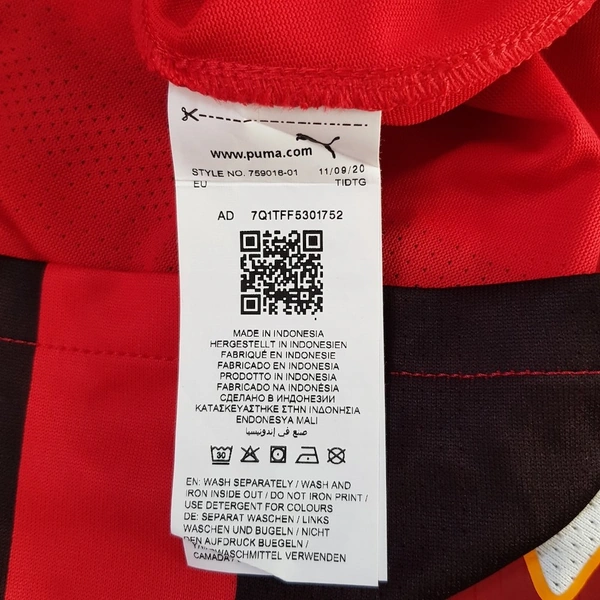 www.puma.com
STYLE NO. 759016-01 11/09/20
EU TIDTG
AD 7Q1TFF5301752
MADE IN INDONESIA
HERGESTELLT IN INDONESIEN
FABRIQUÉ EN INDONESIE
FABRICADO EN INDONESIA
PRODOTTO IN INDONESIA
FABRICADO NA INDONÉSIA
СДЕЛАНО В ИНДОНЕЗИИ
ΚΑΤΑΣΚΕΥΑΣΤΗΚΕ ΣΤΗΝ ΙΝΔΟΝΗΣΙΑ
ENDONESYA MALI
صنع في إندونيسيا
30
EN: WASH SEPARATELY / WASH AND
IRON INSIDE OUT / DO NOT IRON PRINT /
USE DETERGENT FOR COLOURS
DE: SEPARAT WASCHEN / LINKS
WASCHEN UND BUGELN / NICHT
DEN AUFDRUCK BUEGELN /
WASCHMITTEL VERWENDEN